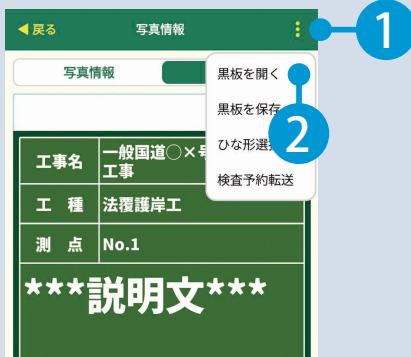 戻る
写真情報
1
写真情報
黒板を開く
黒板を保存
2
ひな形選
検査予約転送
工事名
一般国道○×号
工事
工 種
法覆護岸工
測 点
No.1
***説明文***